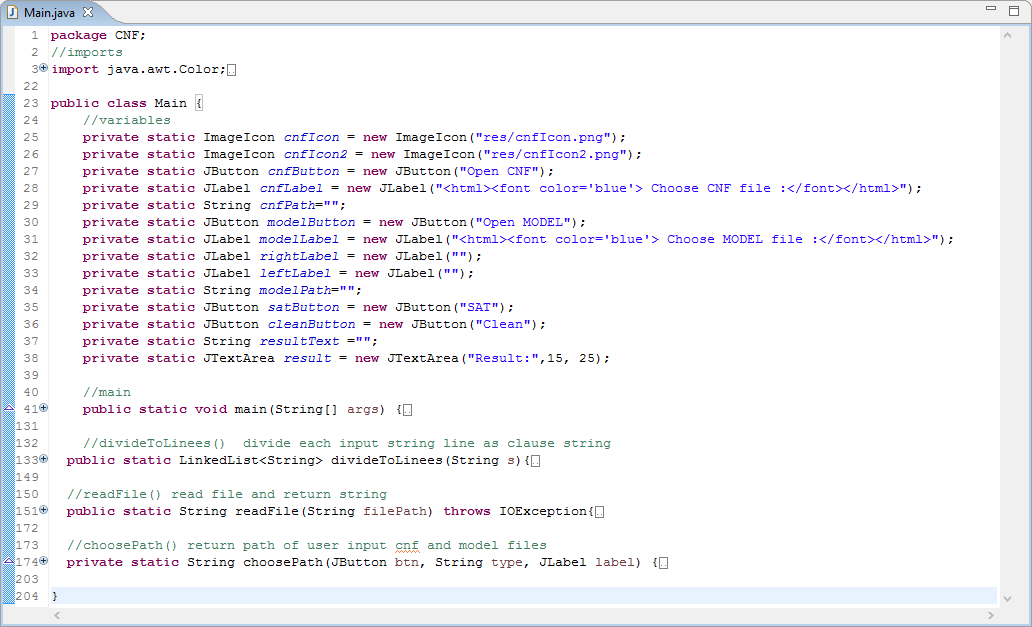 Main.java
1 package CNF;
2 //imports
3 import java.awt.Color;
22
23 public class Main {
24 //variables
25 private static ImageIcon cnfIcon = new ImageIcon("res/cnfIcon.png");
26 private static ImageIcon cnfIcon2 = new ImageIcon("res/cnfIcon2.png");
27 private static JButton cnfButton = new JButton("Open CNF");
28 private static JLabel cnfLabel = new JLabel("<html><font color='blue'> Choose CNF file :</font></html>");
29 private static String cnfPath="";
30 private static JButton modelButton = new JButton("Open MODEL");
31 private static JLabel modelLabel = new JLabel("<html><font color='blue'> Choose MODEL file :</font></html>");
32 private static JLabel rightLabel = new JLabel("");
33 private static JLabel leftLabel = new JLabel("");
34 private static String modelPath="";
35 private static JButton satButton = new JButton("SAT");
36 private static JButton cleanButton = new JButton("Clean");
37 private static String resultText ="";
38 private static JTextArea result = new JTextArea("Result:",15, 25);
39
40 //main
41 public static void main(String[] args) {
131
132 //divideToLinees()  divide each input string line as clause string
133 public static LinkedList<String> divideToLinees(String s){
149
150 //readFile() read file and return string
151 public static String readFile(String filePath) throws IOException{
172
173 //choosePath() return path of user input cnf and model files
174 private static String choosePath(JButton btn, String type, JLabel label) {
203
204 }